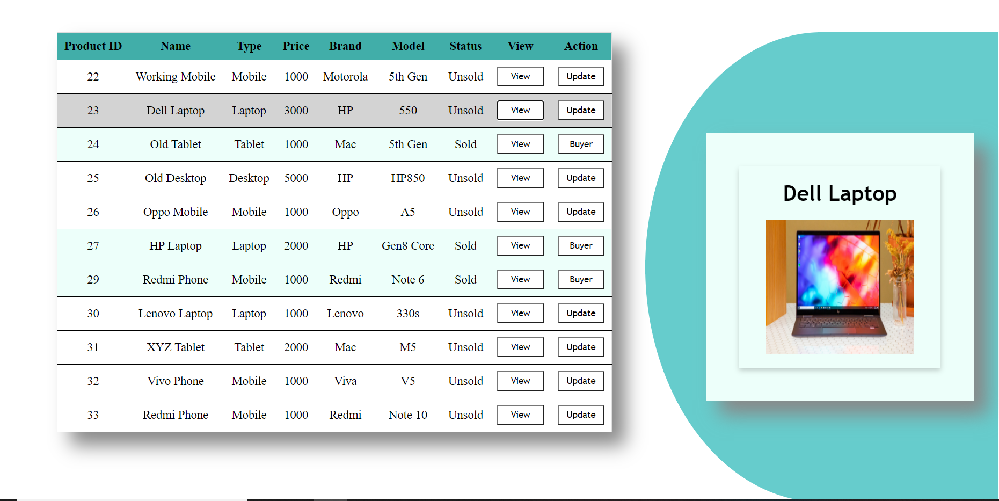 Product ID Name Type Price Brand Model Status View Action
22 Working Mobile Mobile 1000 Motorola 5th Gen Unsold View Update
23 Dell Laptop Laptop 3000 HP 550 Unsold View Update
24 Old Tablet Tablet 1000 Mac 5th Gen Sold View Buyer
25 Old Desktop Desktop 5000 HP HP850 Unsold View Update
26 Oppo Mobile Mobile 1000 Oppo A5 Unsold View Update
27 HP Laptop Laptop 2000 HP Gen8 Core Sold View Buyer
29 Redmi Phone Mobile 1000 Redmi Note 6 Sold View Buyer
30 Lenovo Laptop Laptop 1000 Lenovo 330s Unsold View Update
31 XYZ Tablet Tablet 2000 Mac M5 Unsold View Update
32 Vivo Phone Mobile 1000 Viva V5 Unsold View Update
33 Redmi Phone Mobile 1000 Redmi Note 10 Unsold View Update
Dell Laptop